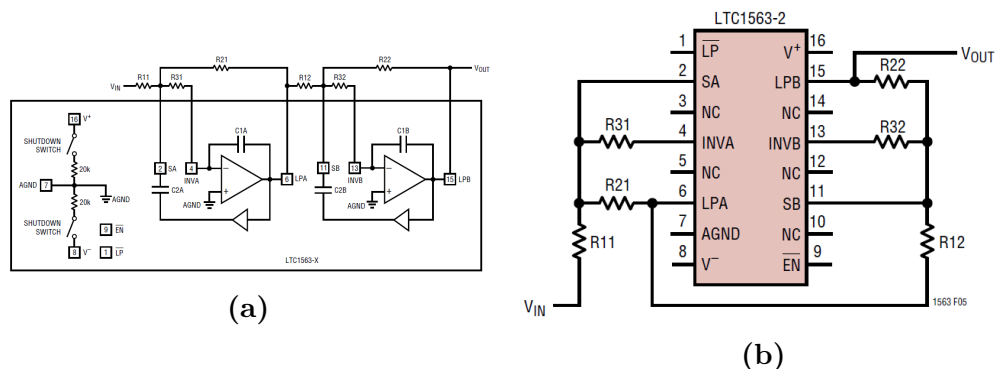 R21
R22
R11
R31
R12
R32
VIN
VOUT
16 V+
SHUTDOWN
SWITCH
20k
AGND 7
AGND
20k
SHUTDOWN
SWITCH
9 EN
8 V−
1 LP
C1A
2 SA
4
INVA
C2A
−
+
AGND
6 LPA
C1B
11 SB
13
INVB
C2B
−
+
AGND
15 LPB
LTC1563-X
(a)
LTC1563-2
1 LP
V+ 16
2 SA
LPB 15
VOUT
R22
3 NC
NC 14
R31
4 INVA
INVB 13
R32
5 NC
NC 12
R21
6 LPA
SB 11
7 AGND
NC 10
R11
R12
8 V−
EN 9
VIN
1563 F05
(b)